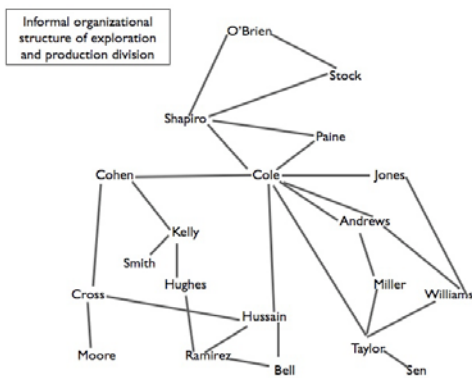 Informal organizational
structure of exploration
and production division
O'Brien
Stock
Shapiro
Paine
Cohen
Cole
Jones
Andrews
Kelly
Smith
Hughes
Miller
Cross
Williams
Hussain
Moore
Ramirez
Taylor
Bell
Sen